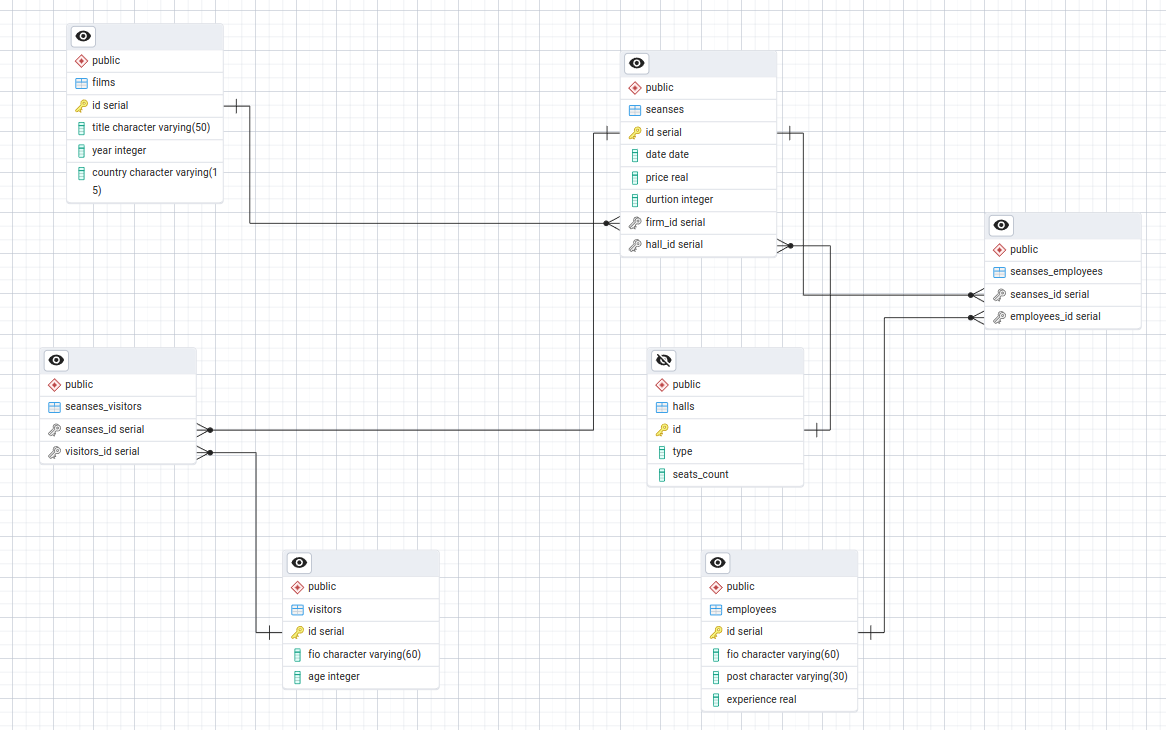 public
films
id serial
title character varying(50)
year integer
country character varying(1
5)
public
seanses
id serial
date date
price real
durtion integer
firm_id serial
hall_id serial
public
seanses_employees
seanses_id serial
employees_id serial
public
seanses_visitors
seanses_id serial
visitors_id serial
public
halls
id
type
seats_count
public
visitors
id serial
fio character varying(60)
age integer
public
employees
id serial
fio character varying(60)
post character varying(30)
experience real